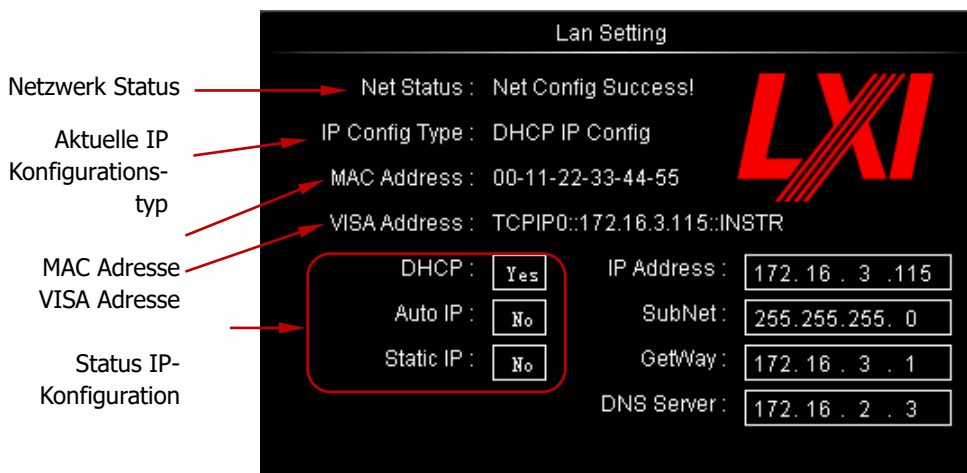 Lan Setting
Netzwerk Status
Net Status : Net Config Success!
LXI
Aktuelle IP
Konfigurations-
typ
IP Config Type : DHCP IP Config
MAC Address : 00-11-22-33-44-55
VISA Address : TCPIP0::172.16.3.115::INSTR
MAC Adresse
VISA Adresse
Status IP-
Konfiguration
DHCP : Yes
Auto IP : No
Static IP : No
IP Address : 172. 16 . 3 .115
SubNet : 255.255.255. 0
GetWay : 172. 16 . 3 . 1
DNS Server : 172. 16 . 2 . 3